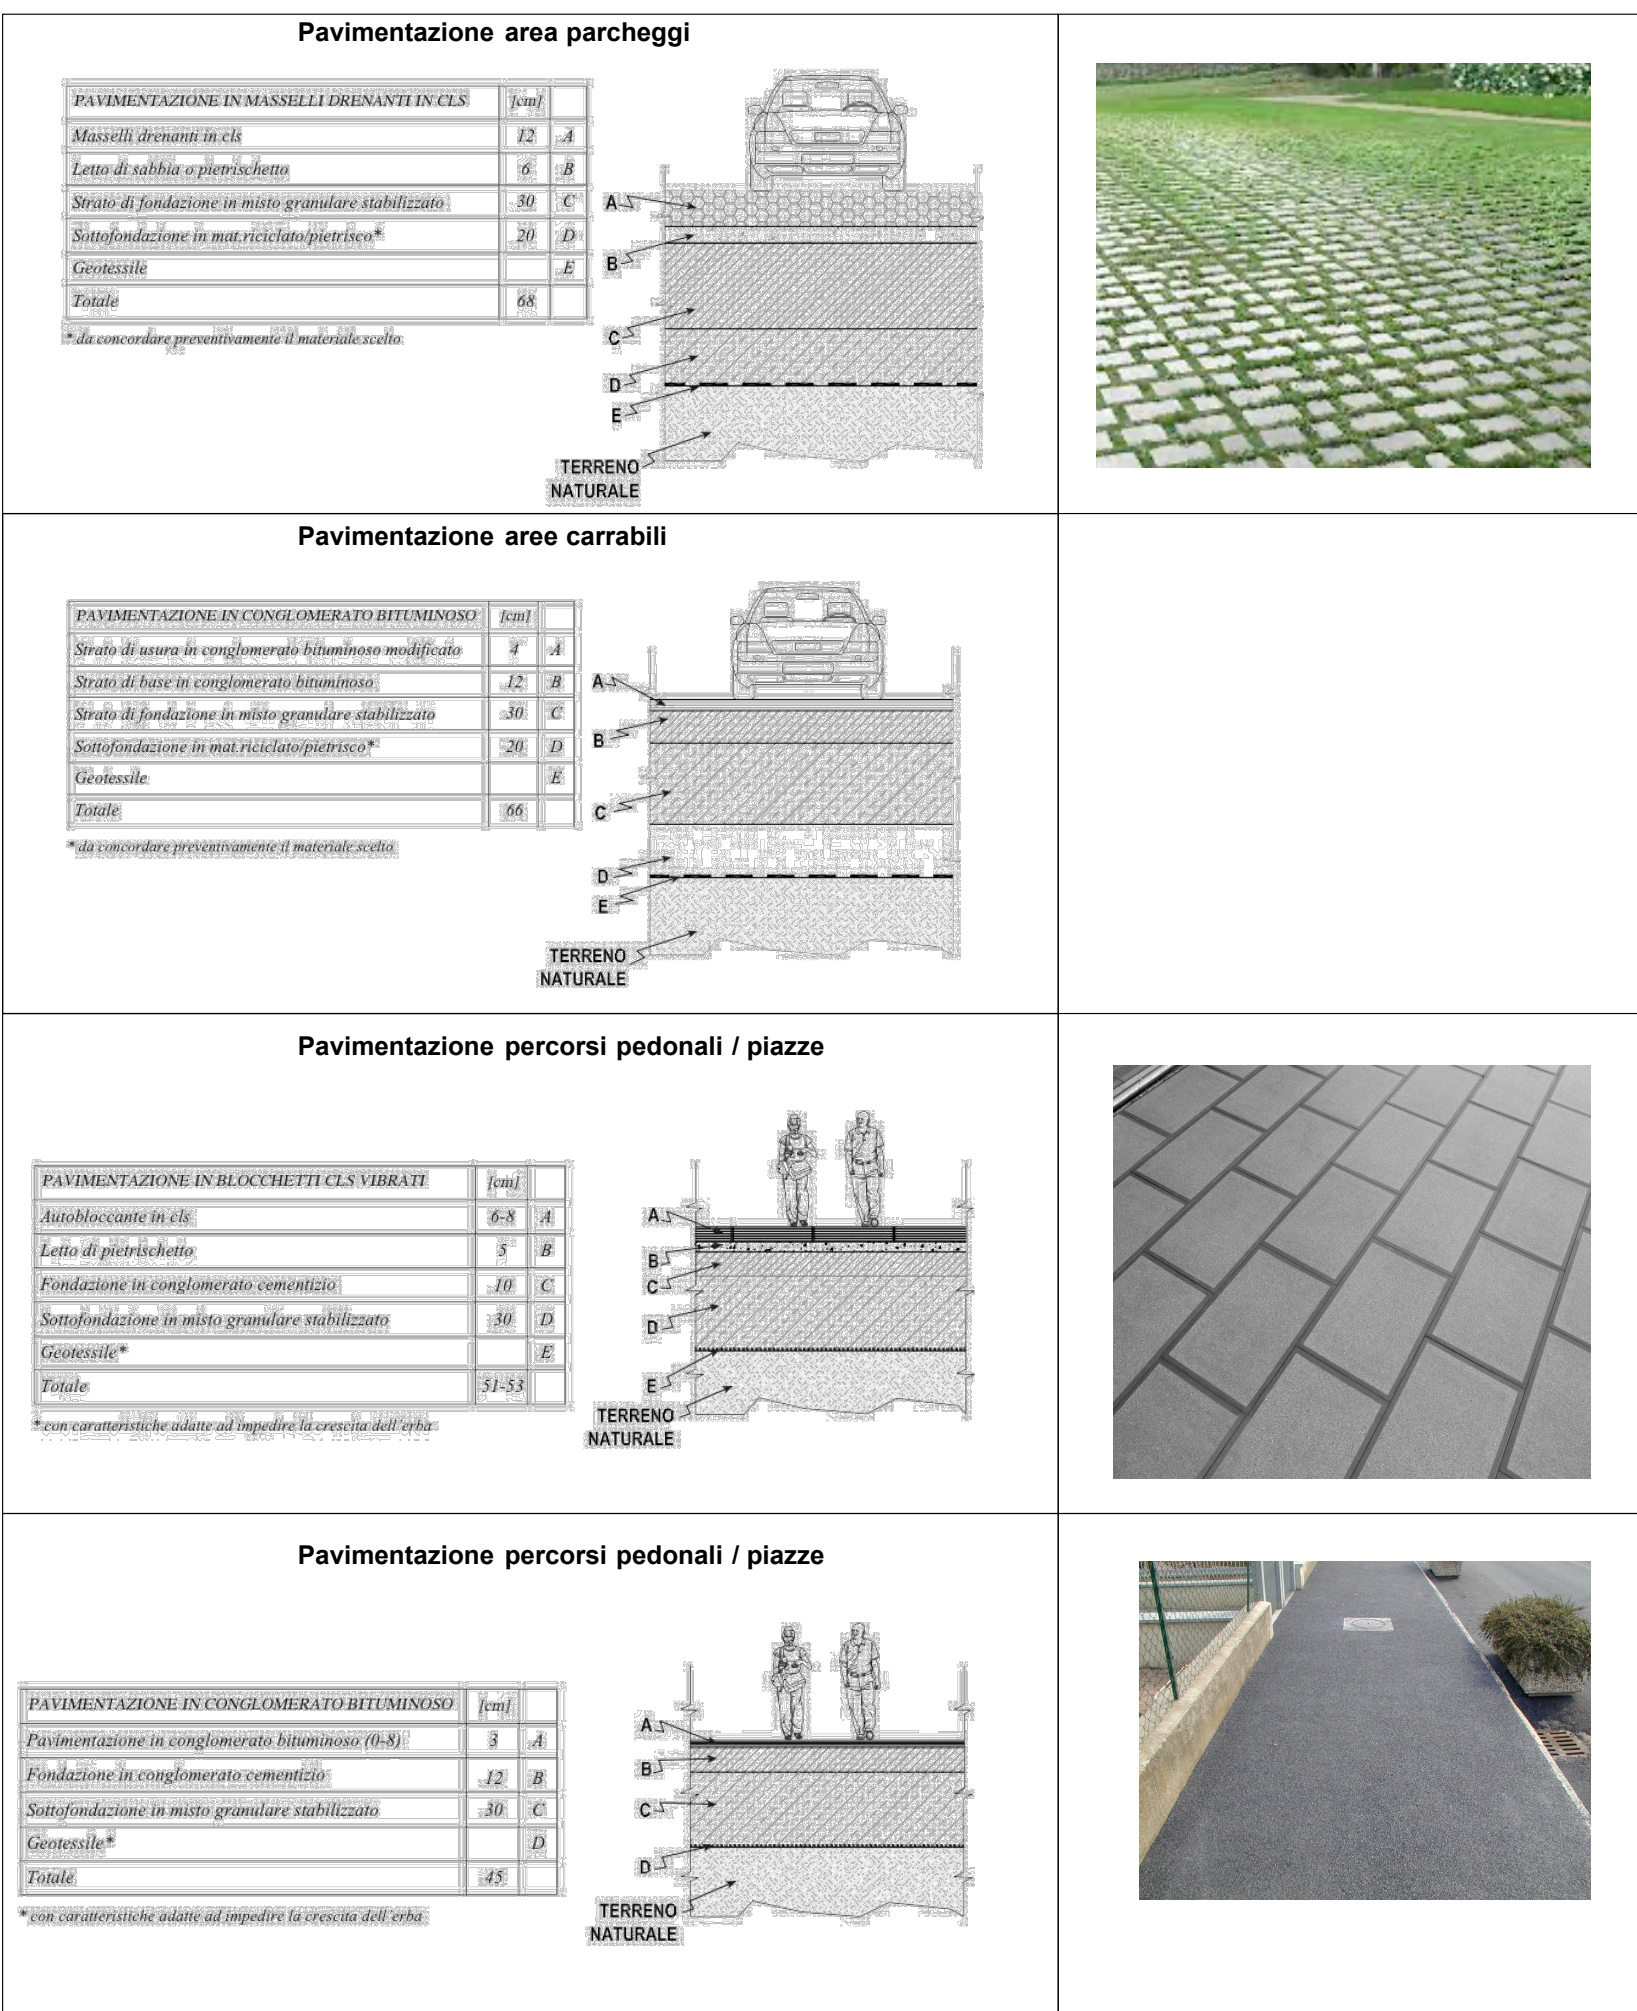 Pavimentazione area parcheggi
PAVIMENTAZIONE IN MASSELLI DRENANTI IN CLS [cm]
Masselli drenanti in cls 12 A
Letto di sabbia o pietrischetto 6 B
Strato di fondazione in misto granulare stabilizzato 30 C
Sottofondazione in mat.riciclato/pietrisco* 20 D
Geotessile E
Totale 68
* da concordare preventivamente il materiale scelto
A
B
C
D
E
TERRENO
NATURALE
Pavimentazione aree carrabili
PAVIMENTAZIONE IN CONGLOMERATO BITUMINOSO [cm]
Strato di usura in conglomerato bituminoso modificato 4 A
Strato di base in conglomerato bituminoso 12 B
Strato di fondazione in misto granulare stabilizzato 30 C
Sottofondazione in mat.riciclato/pietrisco* 20 D
Geotessile E
Totale 66
* da concordare preventivamente il materiale scelto
A
B
C
D
E
TERRENO
NATURALE
Pavimentazione percorsi pedonali / piazze
PAVIMENTAZIONE IN BLOCCHETTI CLS VIBRATI [cm]
Autobloccante in cls 6-8 A
Letto di pietrischetto 5 B
Fondazione in conglomerato cementizio 10 C
Sottofondazione in misto granulare stabilizzato 30 D
Geotessile* E
Totale 51-53
* con caratteristiche adatte ad impedire la crescita dell'erba
A
B
C
D
E
TERRENO
NATURALE
Pavimentazione percorsi pedonali / piazze
PAVIMENTAZIONE IN CONGLOMERATO BITUMINOSO [cm]
Pavimentazione in conglomerato bituminoso (0-8) 3 A
Fondazione in conglomerato cementizio 12 B
Sottofondazione in misto granulare stabilizzato 30 C
Geotessile* D
Totale 45
* con caratteristiche adatte ad impedire la crescita dell'erba
A
B
C
D
TERRENO
NATURALE